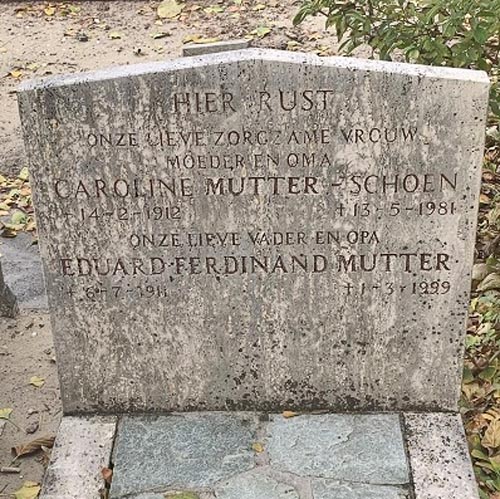 HIER RUST
ONZE LIEVE ZORGZAME VROUW
MOEDER EN OMA
CAROLINE MUTTER-SCHOEN
14-2-1912 †13-5-1981
ONZE LIEVE VADER EN OPA
EDUARD-FERDINAND MUTTER
6-7-1911 †1-3-1999